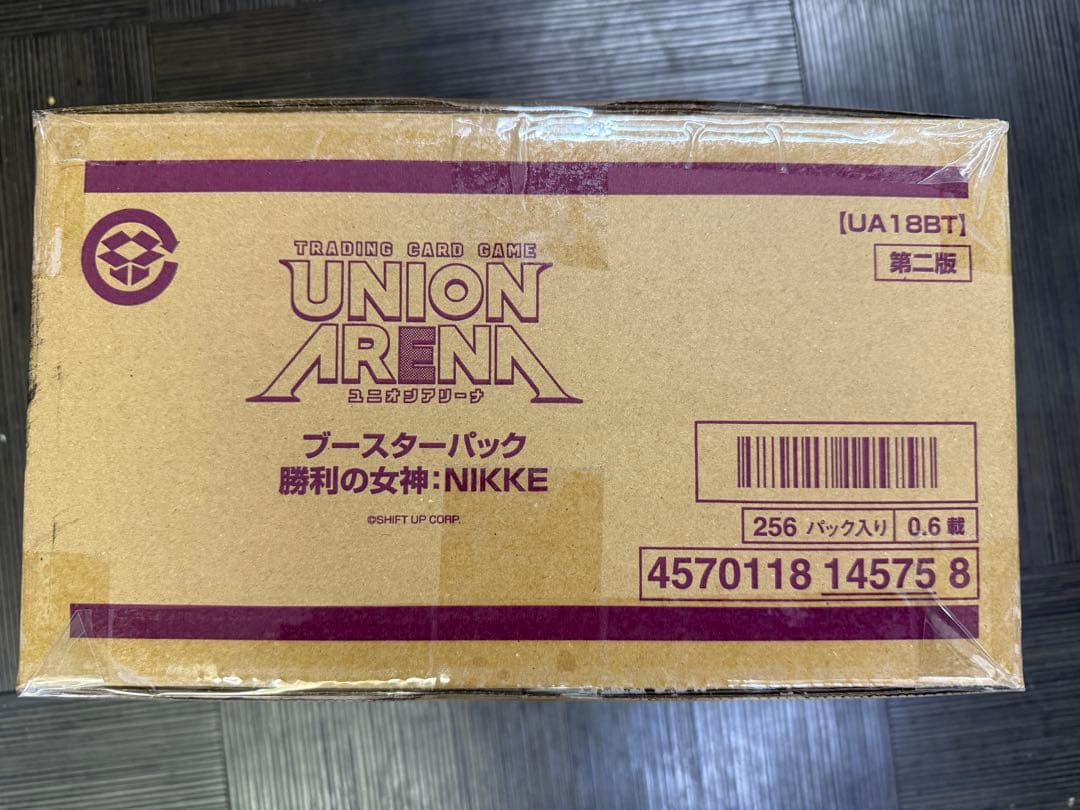 【UA18BT】
第二版
TRADING CARD GAME
UNION
ARENA
ユニオンアリーナ
ブースターパック
勝利の女神：NIKKE
©SHIFT UP CORP.
256 パック入り 0.6 載
4570118 14575 8